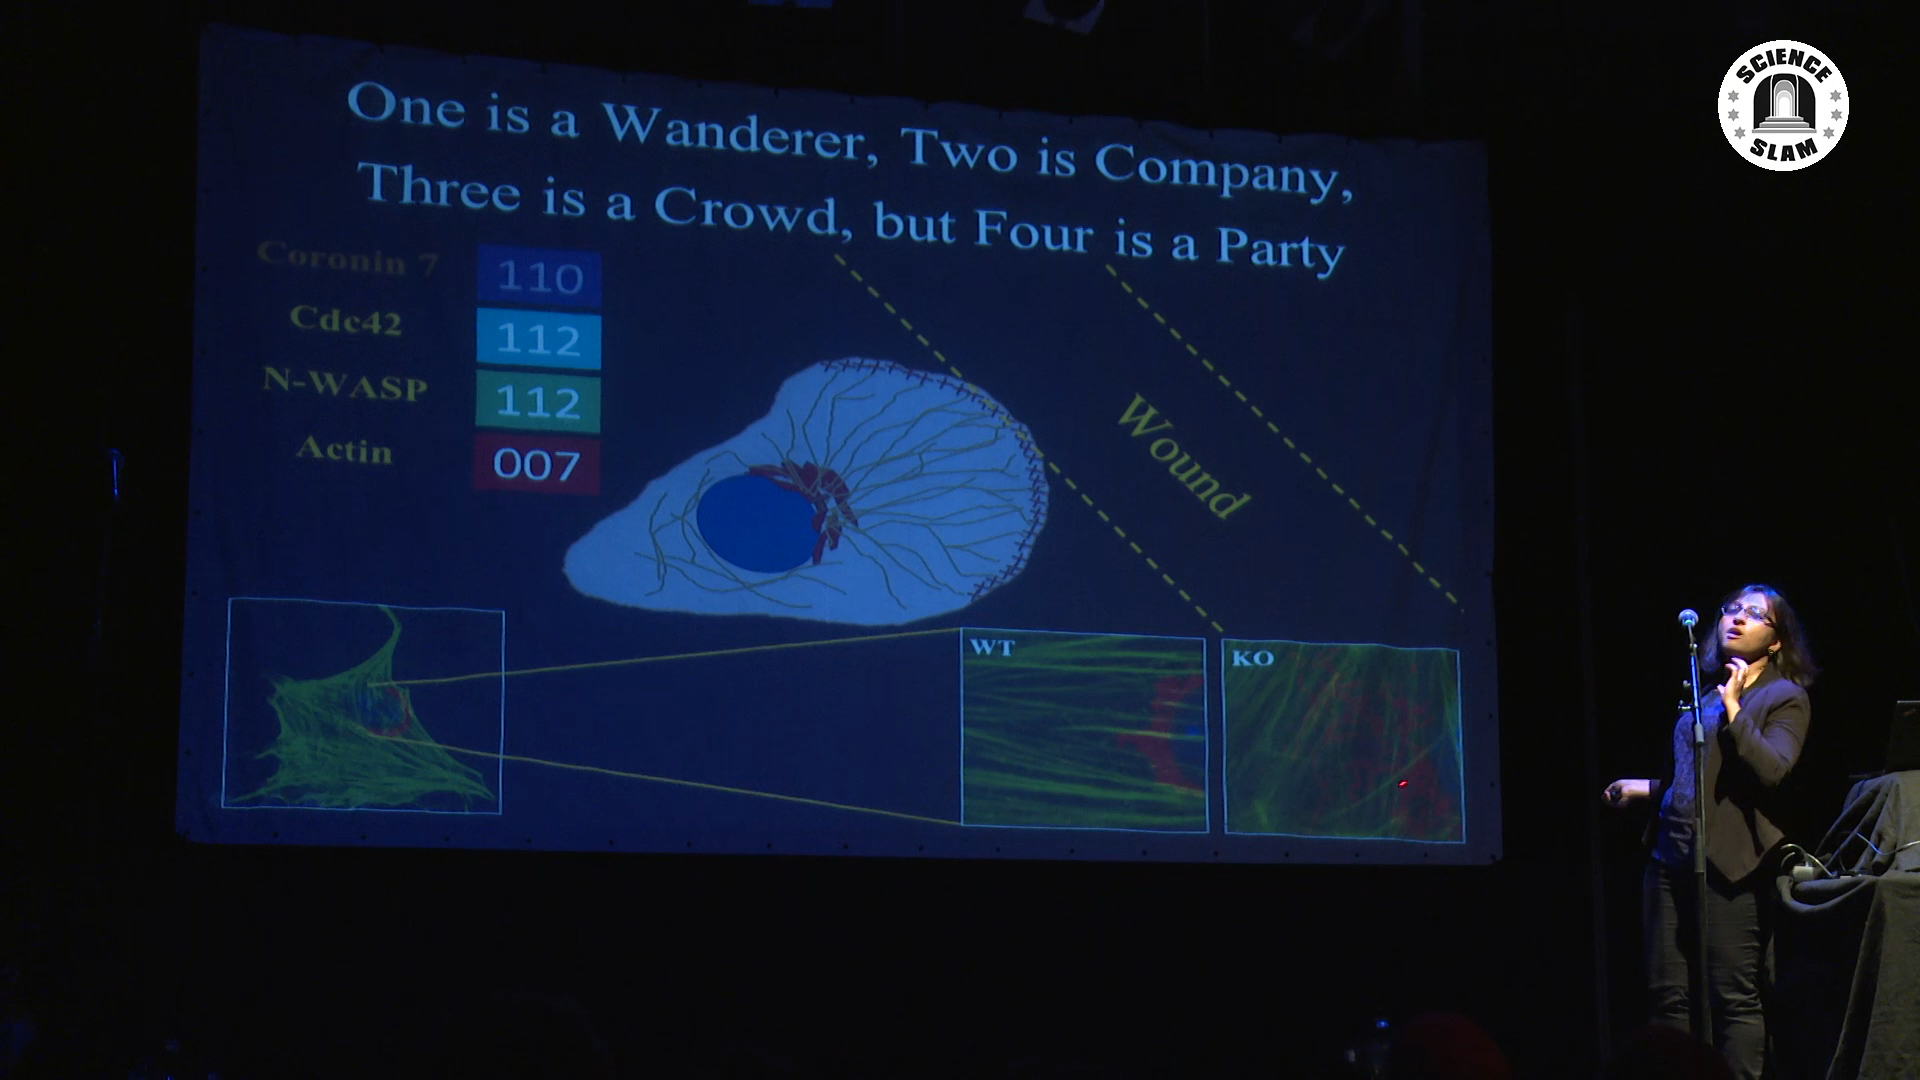 One is a Wanderer, Two is Company,
Three is a Crowd, but Four is a Party
Coronin 7
110
Cdc42
112
N-WASP
112
Actin
007
Wound
WT
KO
SCIENCE
SLAM